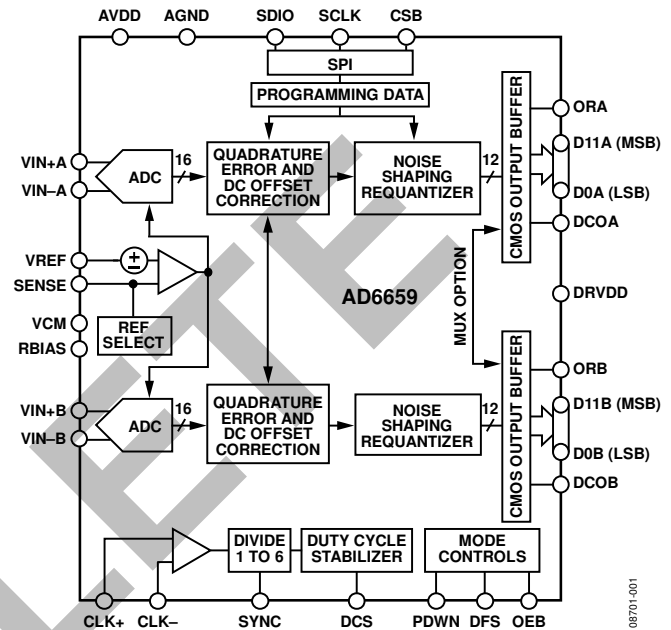 AVDD AGND SDIO SCLK CSB
SPI
PROGRAMMING DATA
ORA
VIN+A
VIN–A
ADC
16
QUADRATURE
ERROR AND
DC OFFSET
CORRECTION
NOISE
SHAPING
REQUANTIZER
12
CMOS OUTPUT BUFFER
D11A (MSB)
D0A (LSB)
DCOA
VREF
SENSE
VCM
RBIAS
REF
SELECT
AD6659
MUX OPTION
DRVDD
ORB
VIN+B
VIN–B
ADC
16
QUADRATURE
ERROR AND
DC OFFSET
CORRECTION
NOISE
SHAPING
REQUANTIZER
12
CMOS OUTPUT BUFFER
D11B (MSB)
D0B (LSB)
DCOB
DIVIDE
1 TO 6
DUTY CYCLE
STABILIZER
MODE
CONTROLS
CLK+ CLK– SYNC DCS PDWN DFS OEB
08701-001